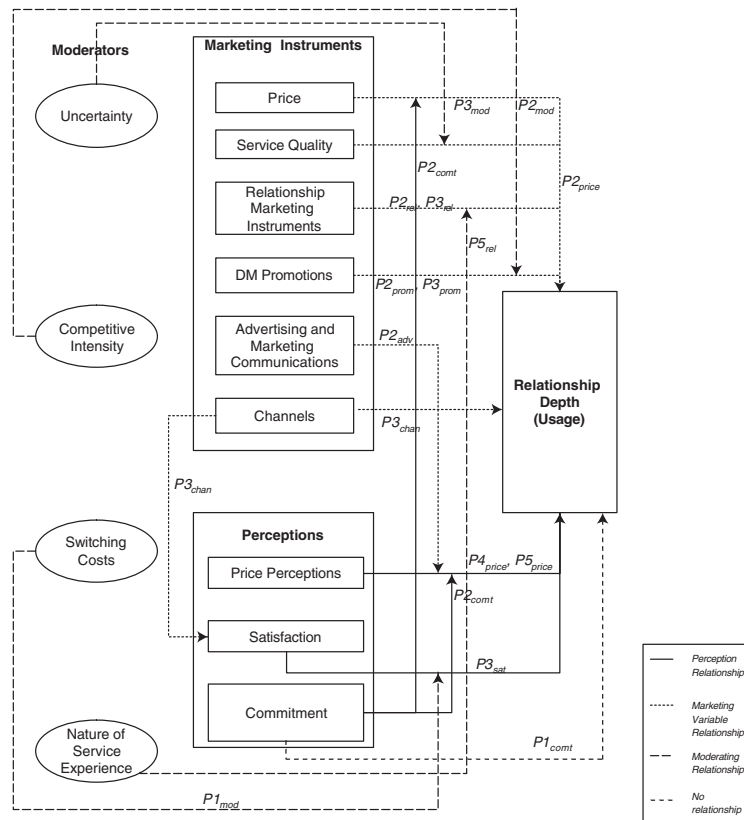 Moderators
Marketing Instruments
Uncertainty
Price
P3mod
P2mod
Service Quality
P2comt
P2price
Relationship
Marketing
Instruments
P2rel, P3rel
P5rel
DM Promotions
P2prom, P3prom
Competitive
Intensity
Advertising and
Marketing
Communications
P2adv
Relationship
Depth
(Usage)
Channels
P3chan
P3chan
Switching
Costs
Perceptions
Price Perceptions
P4price, P5price
P2comt
Satisfaction
P3sat
Commitment
P1comt
Nature of
Service
Experience
P1mod
Perception
Relationship
Marketing
Variable
Relationship
Moderating
Relationship
No
relationship